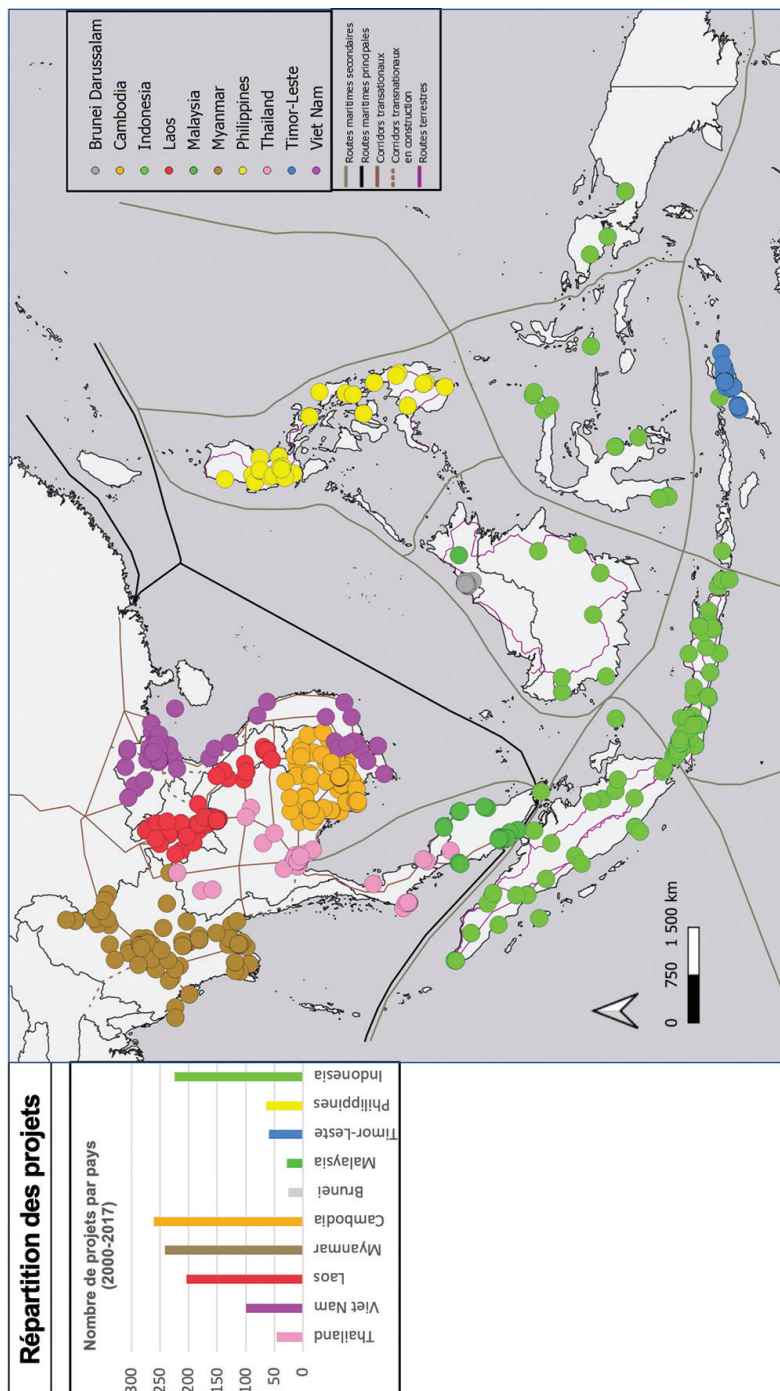 Répartition des projets
Nombre de projets par pays
(2000-2017)
300
250
200
150
100
50
0
Thailand
Viet Nam
Laos
Myanmar
Cambodia
Brunei
Malaysia
Timor-Leste
Philippines
Indonesia
Brunei Darussalam
Cambodia
Indonesia
Laos
Malaysia
Myanmar
Philippines
Thailand
Timor-Leste
Viet Nam
Routes maritimes secondaires
Routes maritimes principales
Corridors transationaux
Corridors transnationaux
en construction
Routes terrestres
0 750 1 500 km